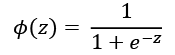 ϕ(z) = 1 / (1 + e^{−z})